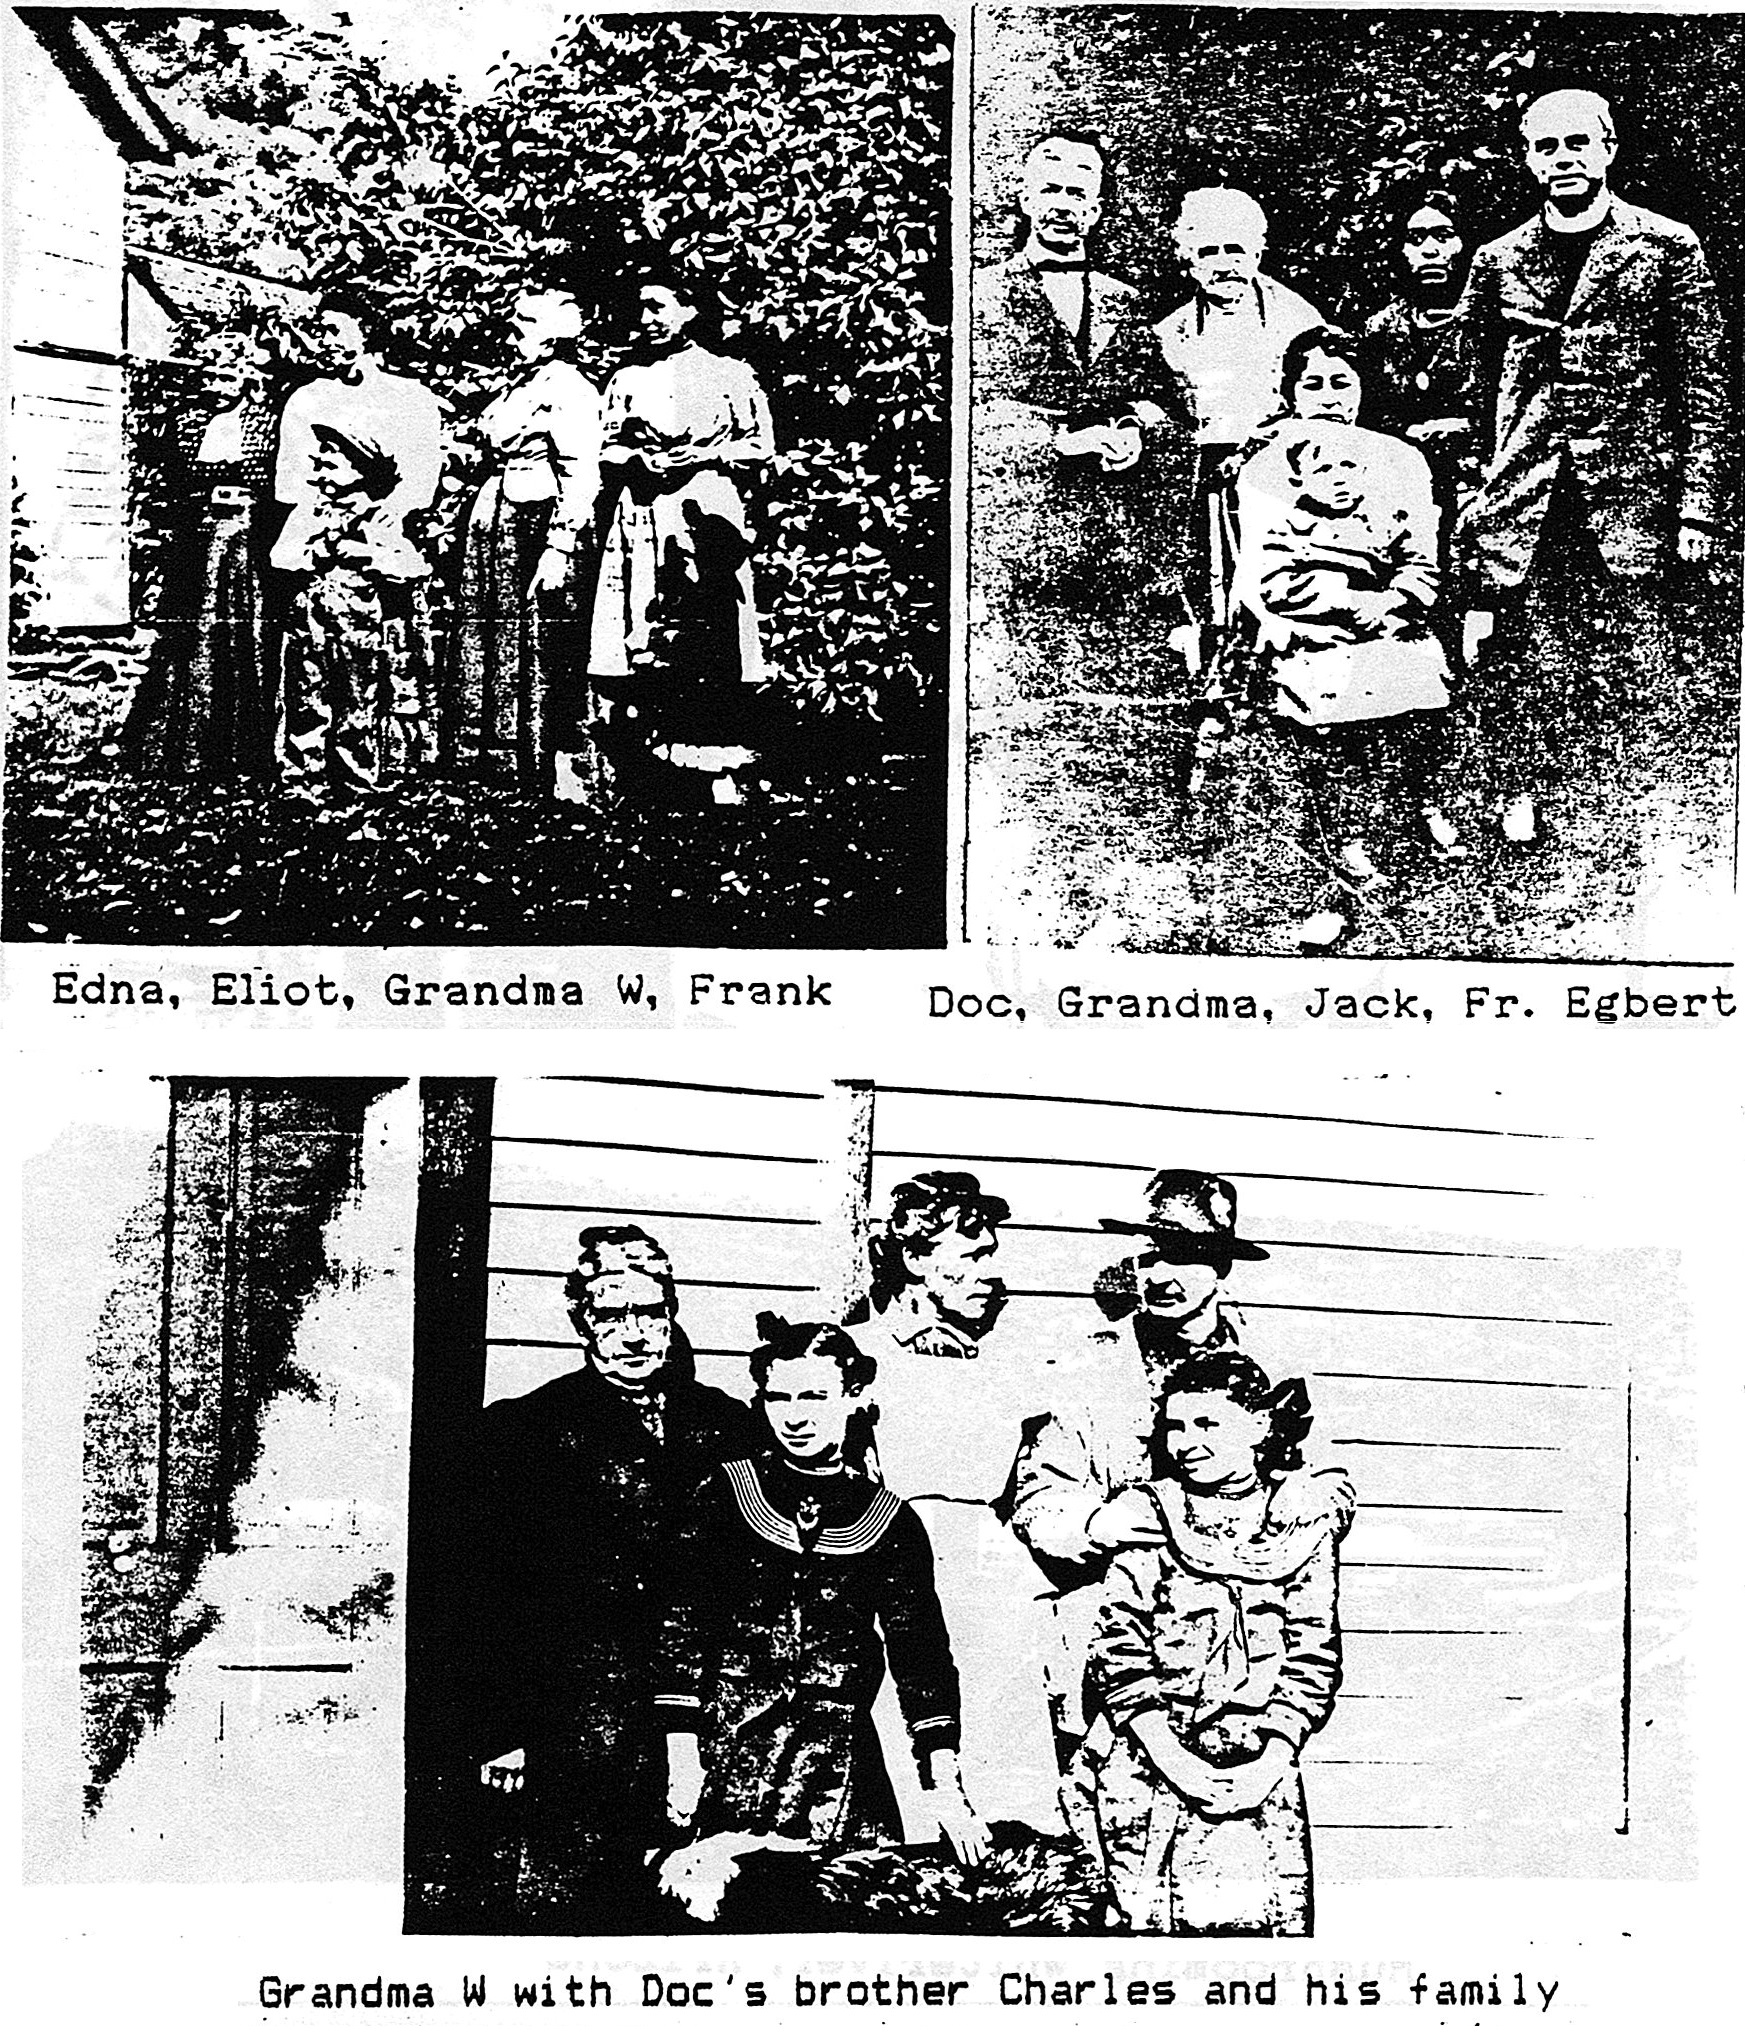 Edna, Eliot, Grandma W, Frank
Doc, Grandma, Jack, Fr. Egbert
Grandma W with Doc's brother Charles and his family